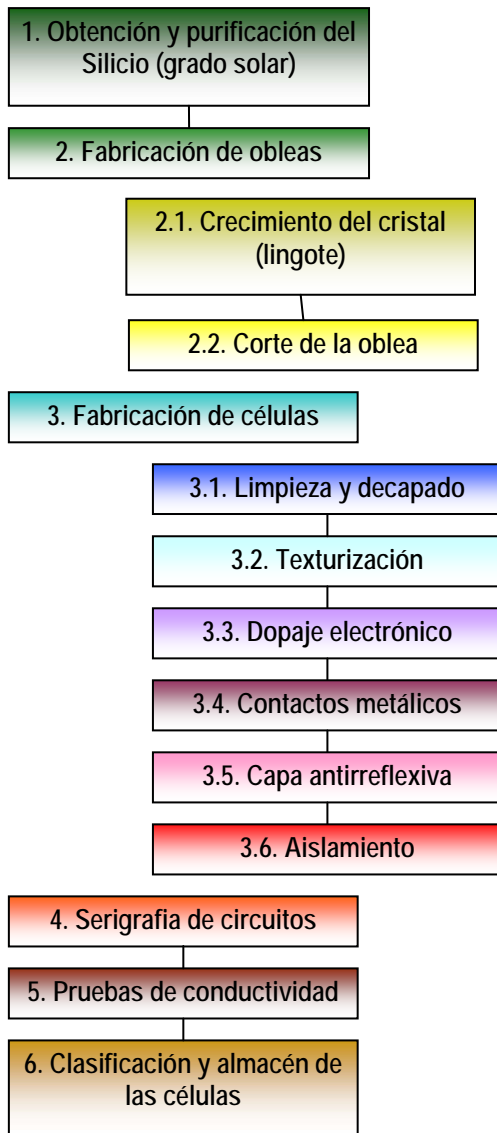 1. Obtención y purificación del
Silicio (grado solar)
2. Fabricación de obleas
2.1. Crecimiento del cristal
(lingote)
2.2. Corte de la oblea
3. Fabricación de células
3.1. Limpieza y decapado
3.2. Texturización
3.3. Dopaje electrónico
3.4. Contactos metálicos
3.5. Capa antirreflexiva
3.6. Aislamiento
4. Serigrafia de circuitos
5. Pruebas de conductividad
6. Clasificación y almacén de
las células